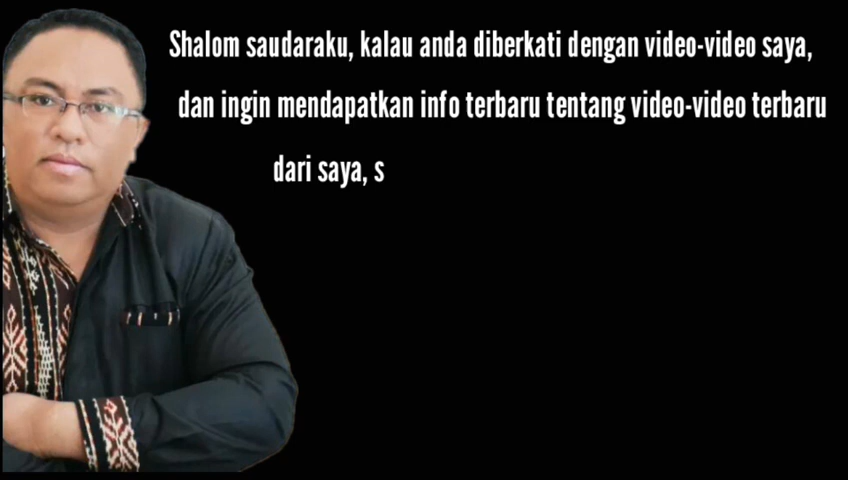 Shalom saudaraku, kalau anda diberkati dengan video-video saya,
dan ingin mendapatkan info terbaru tentang video-video terbaru
dari saya, s